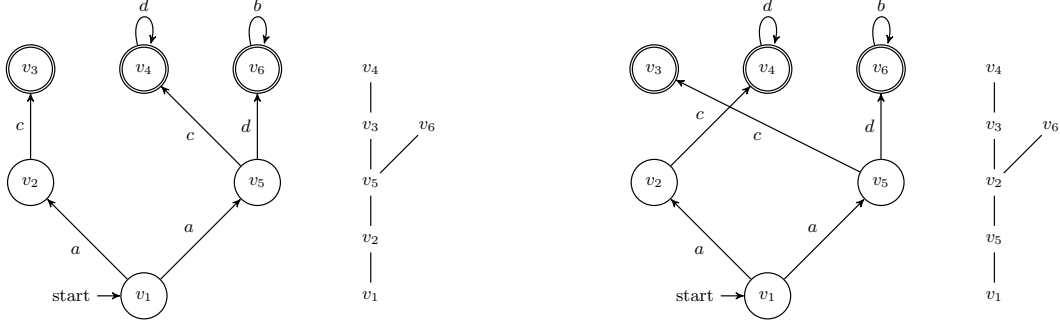 d b d b
v3 v4 v6 v4 v3 v4 v6 v4
c c d v3 v6 c c d v3 v6
v2 v5 v5 v2 v5 v2
a a v2 a a v5
start v1 v1 start v1 v1